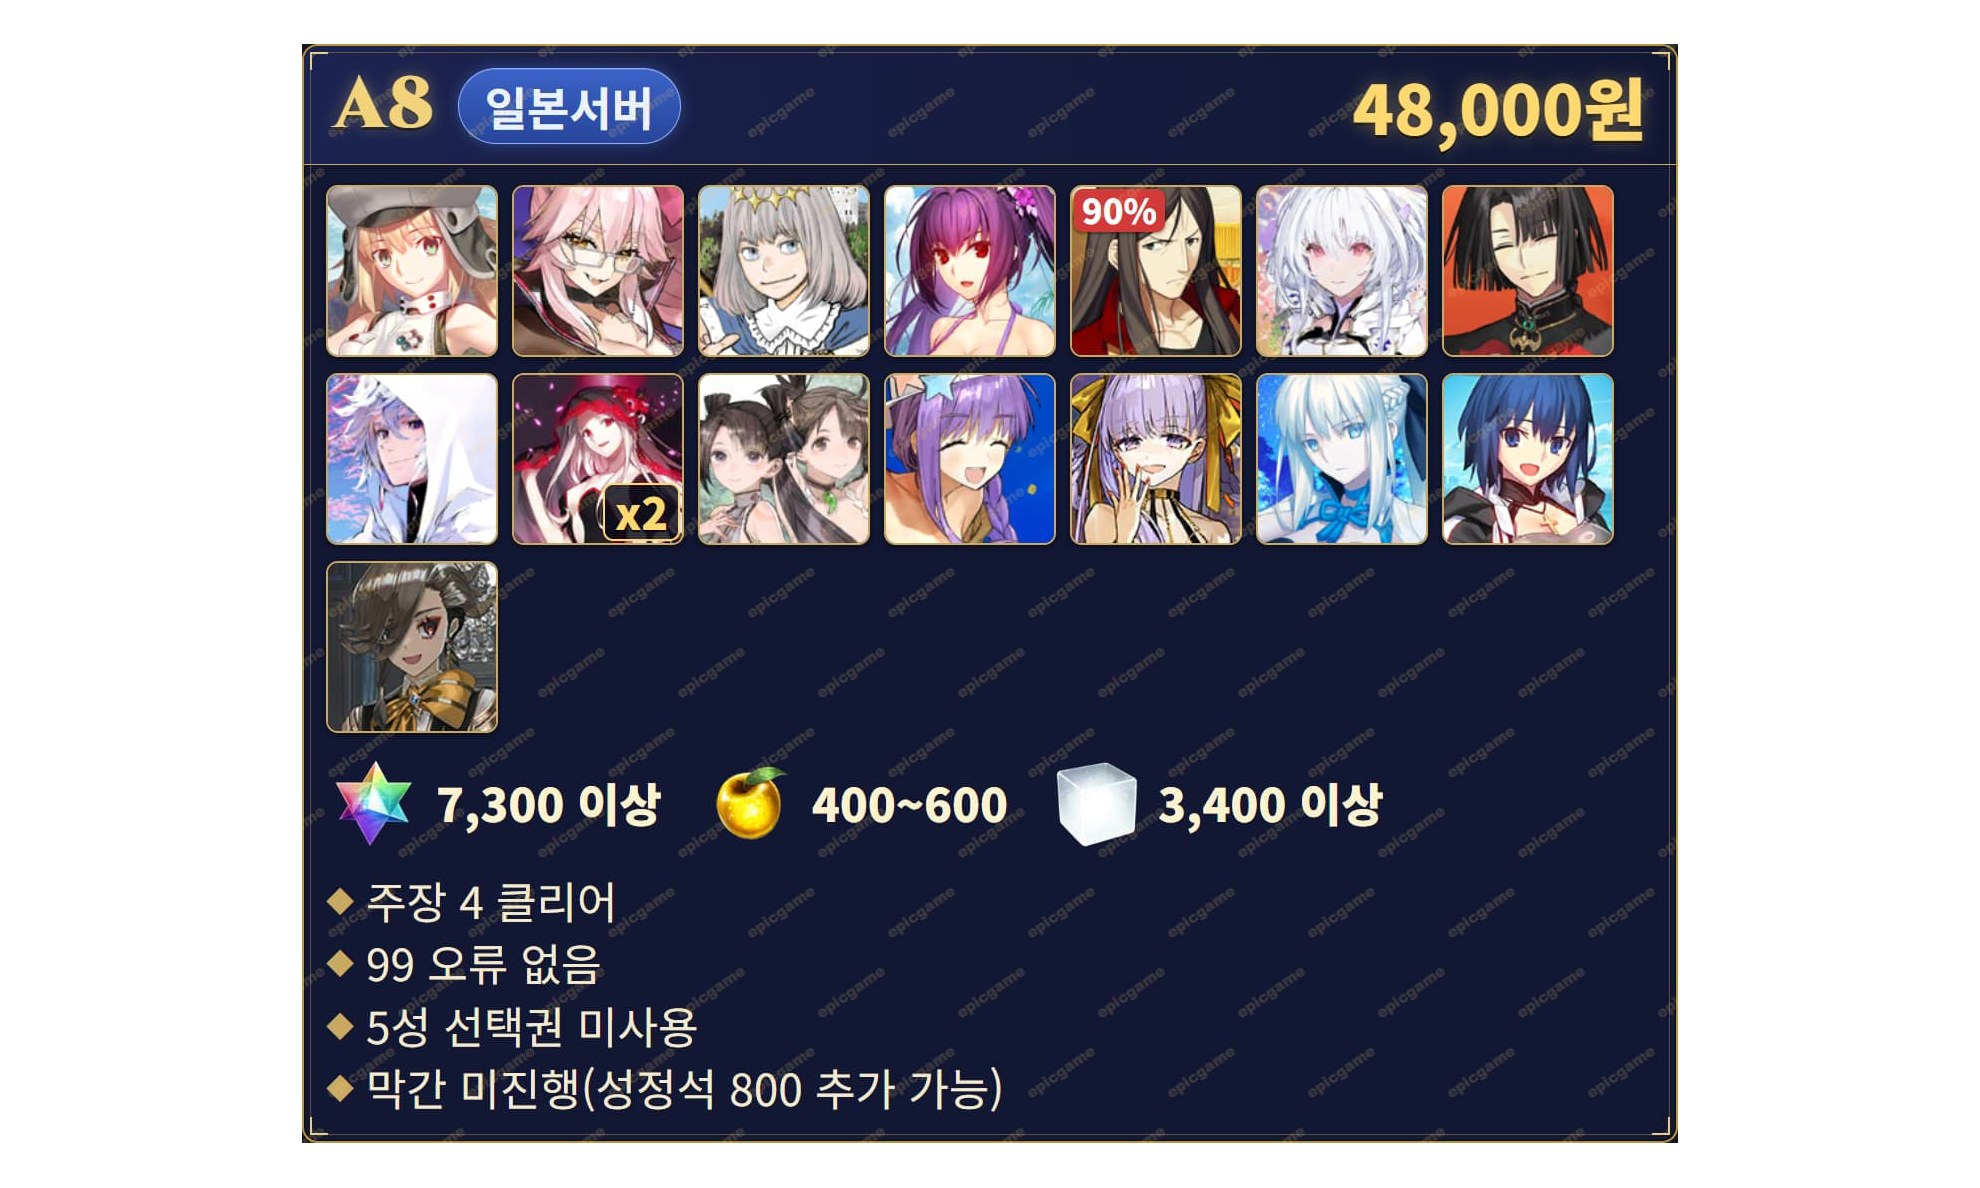 A8 일본서버 48,000원
90%
x2
7,300 이상 400~600 3,400 이상
주장 4 클리어
99 오류 없음
5성 선택권 미사용
막간 미진행(성정석 800 추가 가능)
epicgame